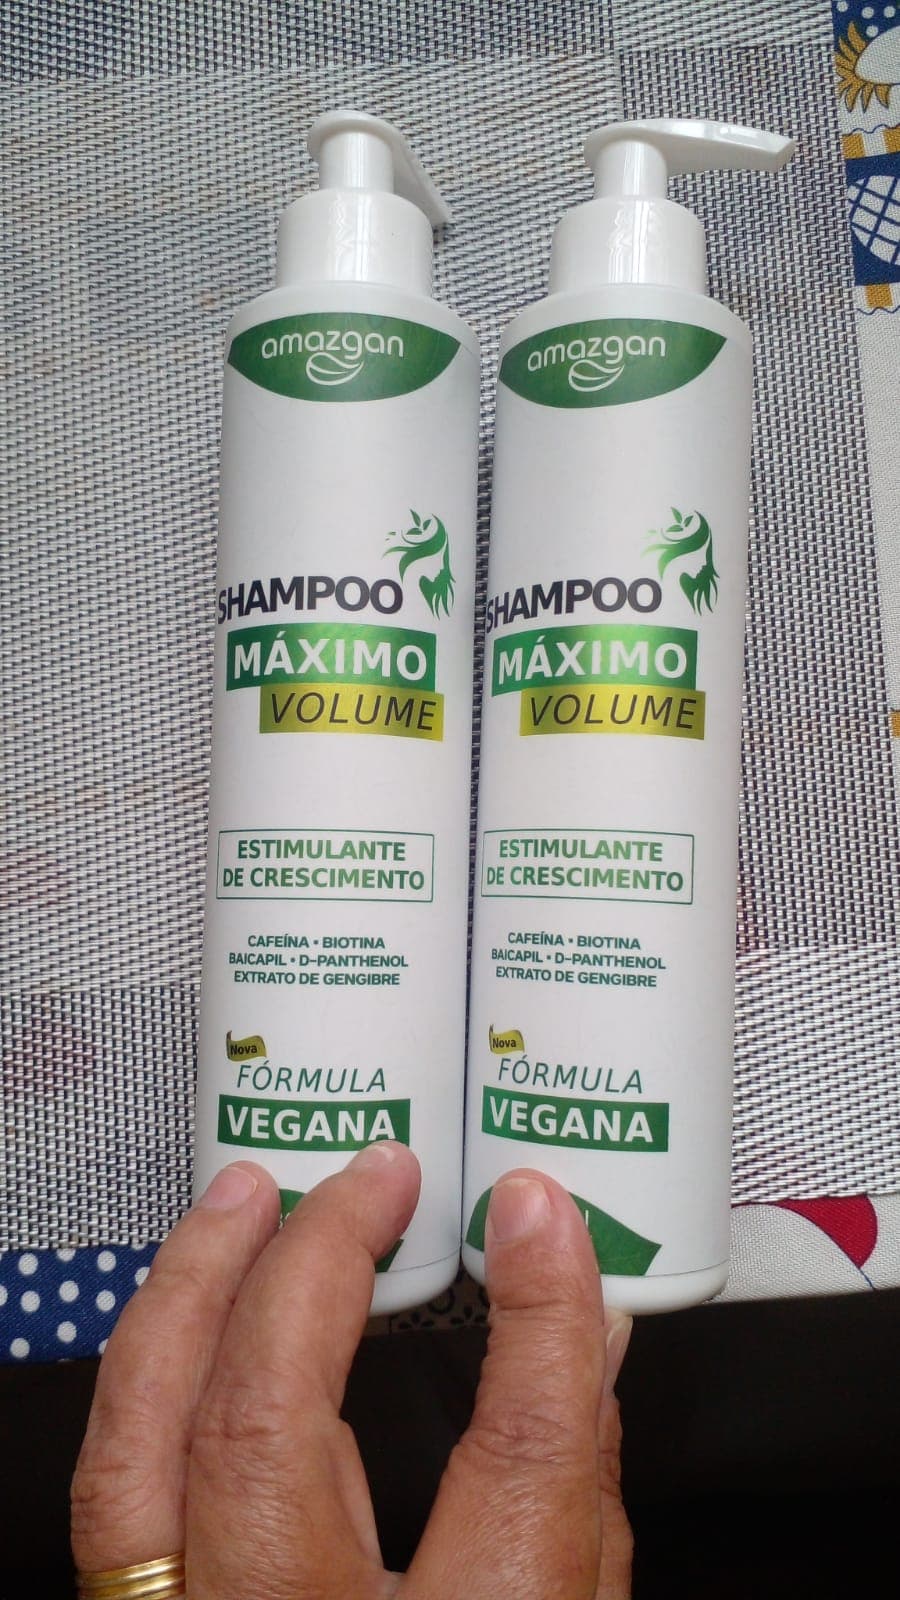 amazgan
SHAMPOO
MÁXIMO
VOLUME
ESTIMULANTE
DE CRESCIMENTO
CAFEÍNA • BIOTINA
BAICAPIL • D-PANTHENOL
EXTRATO DE GENGIBRE
Nova
FÓRMULA
VEGANA
amazgan
SHAMPOO
MÁXIMO
VOLUME
ESTIMULANTE
DE CRESCIMENTO
CAFEÍNA • BIOTINA
BAICAPIL • D-PANTHENOL
EXTRATO DE GENGIBRE
Nova
FÓRMULA
VEGANA